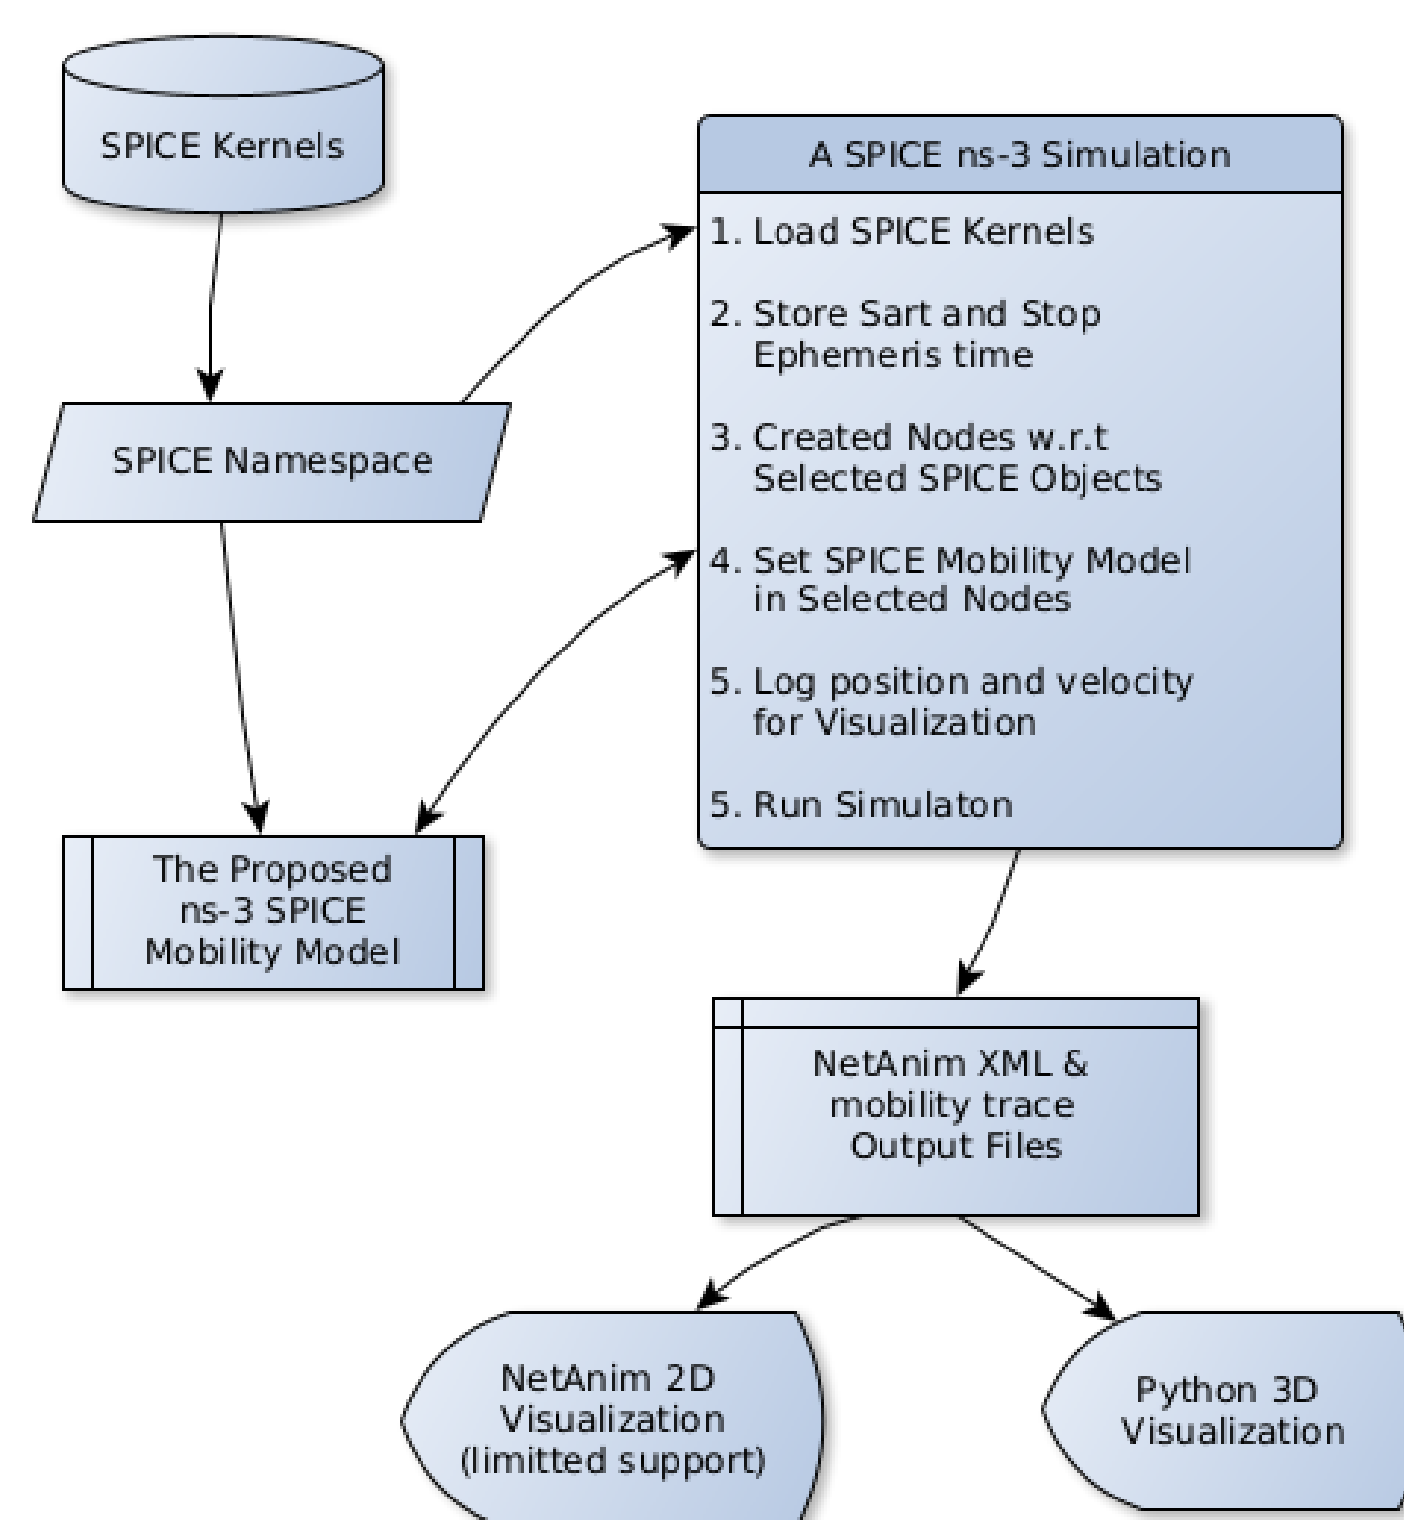 SPICE Kernels
A SPICE ns-3 Simulation
1. Load SPICE Kernels
2. Store Sart and Stop
Ephemeris time
3. Created Nodes w.r.t
Selected SPICE Objects
4. Set SPICE Mobility Model
in Selected Nodes
5. Log position and velocity
for Visualization
5. Run Simulaton
SPICE Namespace
The Proposed
ns-3 SPICE
Mobility Model
NetAnim XML &
mobility trace
Output Files
NetAnim 2D
Visualization
(limitted support)
Python 3D
Visualization